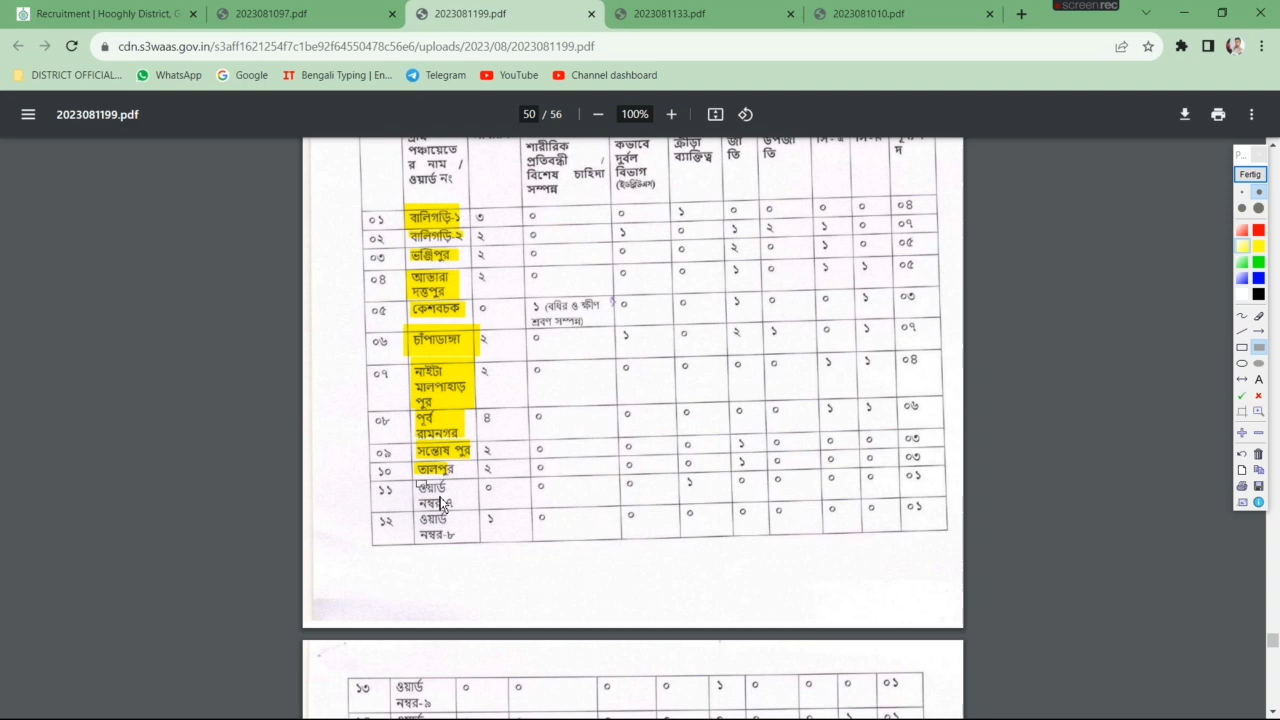 Recruitment | Hooghly District, G
2023081097.pdf
2023081199.pdf
2023081133.pdf
2023081010.pdf
screenrec
cdn.s3waas.gov.in/s3aff1621254f7c1be92f64550478c56e6/uploads/2023/08/2023081199.pdf
DISTRICT OFFICIAL...
WhatsApp
Google
IT Bengali Typing | En...
Telegram
YouTube
Channel dashboard
2023081199.pdf
50 / 56
100%
P...
Fertig
পঞ্চায়েতে
র নাম /
ওয়ার্ড নং
শারীরিক
প্রতিবন্ধী /
বিশেষ চাহিদা
সম্পন্ন
কভাবে
দুর্বল
বিভাগ
(ইডব্লিউএস)
ক্রীড়া
ব্যাক্তিত্ব
জা
তি
উপজা
তি
দ
০১ বালিগড়ি-১ ৩ ০ ০ ১ ০ ০ ০ ০ ০৪
০২ বালিগড়ি-২ ২ ০ ১ ০ ১ ২ ১ ০ ০৭
০৩ ভঞ্জিপুর ২ ০ ০ ০ ২ ০ ১ ০ ০৫
০৪ আস্তারা
দত্তপুর ২ ০ ০ ০ ১ ০ ১ ১ ০৫
০৫ কেশবচক ০ ১ (বধির ও ক্ষীণ
শ্রবণ সম্পন্ন) ০ ০ ১ ০ ০ ১ ০৩
০৬ চাঁপাডাঙ্গা ২ ০ ১ ০ ২ ১ ০ ১ ০৭
০৭ নাইটা
মালপাহাড়
পুর ২ ০ ০ ০ ০ ০ ১ ১ ০৪
০৮ পূর্ব
রামনগর ৪ ০ ০ ০ ০ ০ ১ ১ ০৬
০৯ সন্তোষ পুর ২ ০ ০ ০ ১ ০ ০ ০ ০৩
১০ তালপুর ২ ০ ০ ০ ১ ০ ০ ০ ০৩
১১ ওয়ার্ড
০ ০ ০ ১ ০ ০ ০ ০ ০১
১২ ওয়ার্ড
নম্বর-৮ ১ ০ ০ ০ ০ ০ ০ ০ ০১
১৩ ওয়ার্ড
নম্বর-৯ ০ ০ ০ ০ ১ ০ ০ ০ ০১